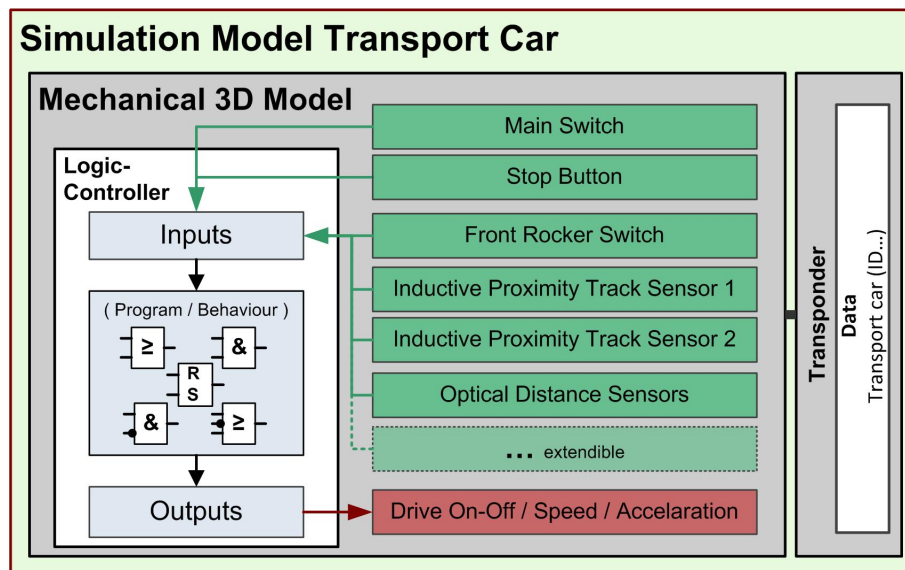 Simulation Model Transport Car
Mechanical 3D Model
Main Switch
Logic-
Controller
Stop Button
Inputs
Front Rocker Switch
Inductive Proximity Track Sensor 1
( Program / Behaviour )
≥
&
R
S
&
≥
Inductive Proximity Track Sensor 2
Optical Distance Sensors
... extendible
Outputs
Drive On-Off / Speed / Accelaration
Transponder
Data
Transport car (ID...)